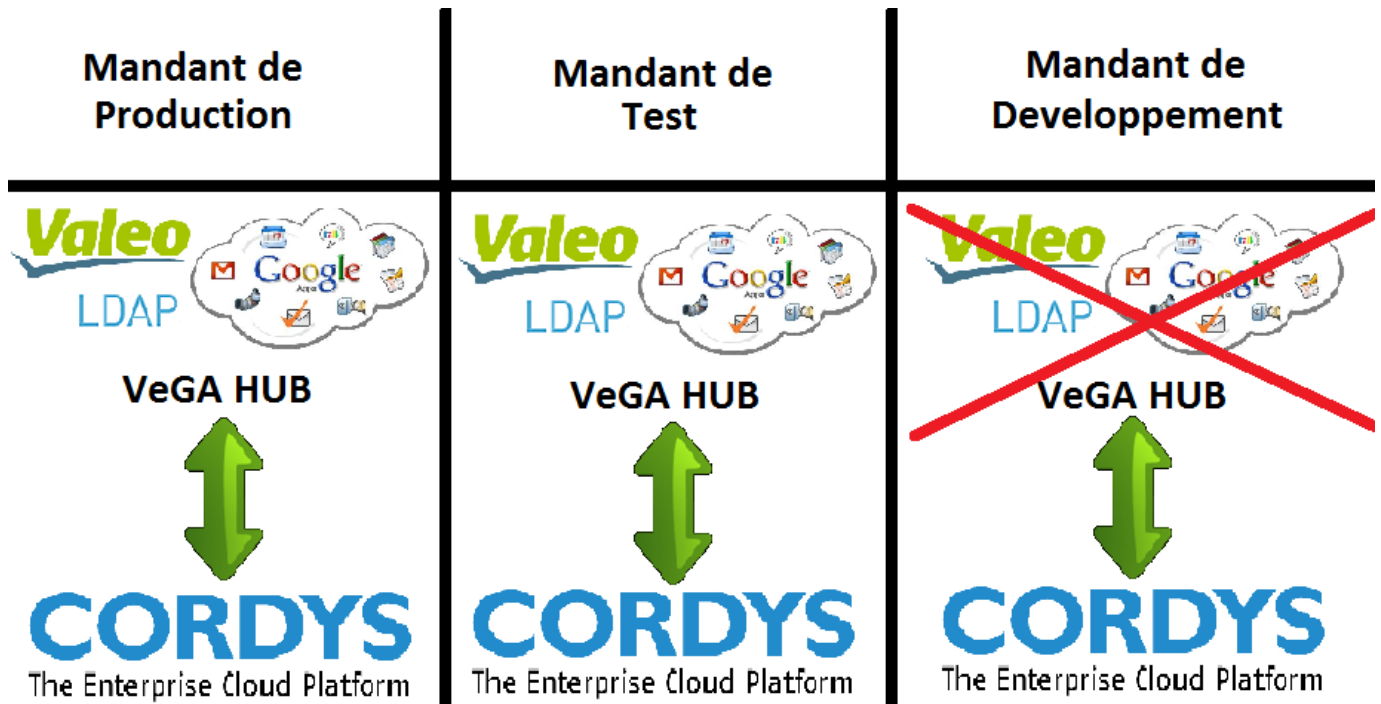 Mandant de
Production
Mandant de
Test
Mandant de
Developpement
Valeo
LDAP
Google
Apps
VeGA HUB
CORDYS
The Enterprise Cloud Platform
Valeo
LDAP
Google
Apps
VeGA HUB
CORDYS
The Enterprise Cloud Platform
Valeo
LDAP
Google
VeGA HUB
CORDYS
The Enterprise Cloud Platform